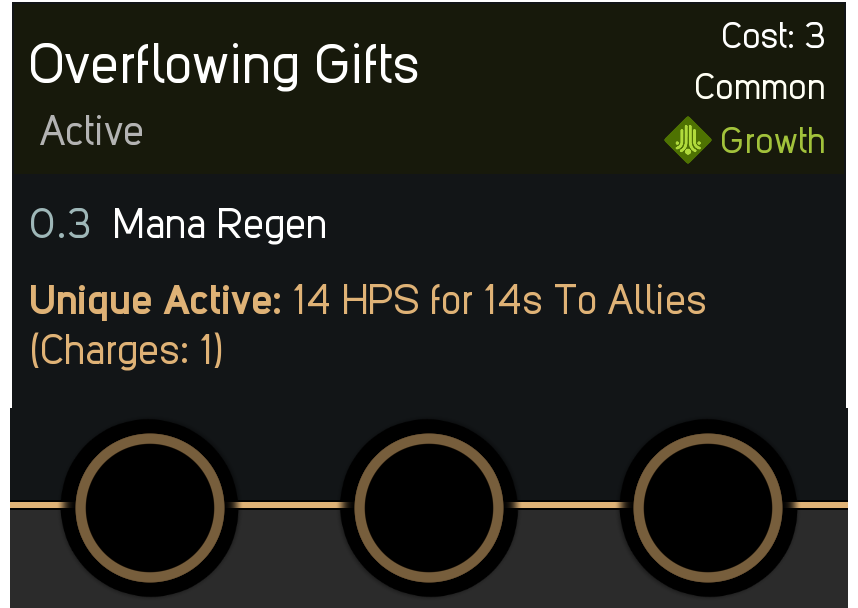 Overflowing Gifts
Cost: 3
Common
Active
Growth
0.3 Mana Regen
Unique Active: 14 HPS for 14s To Allies
(Charges: 1)